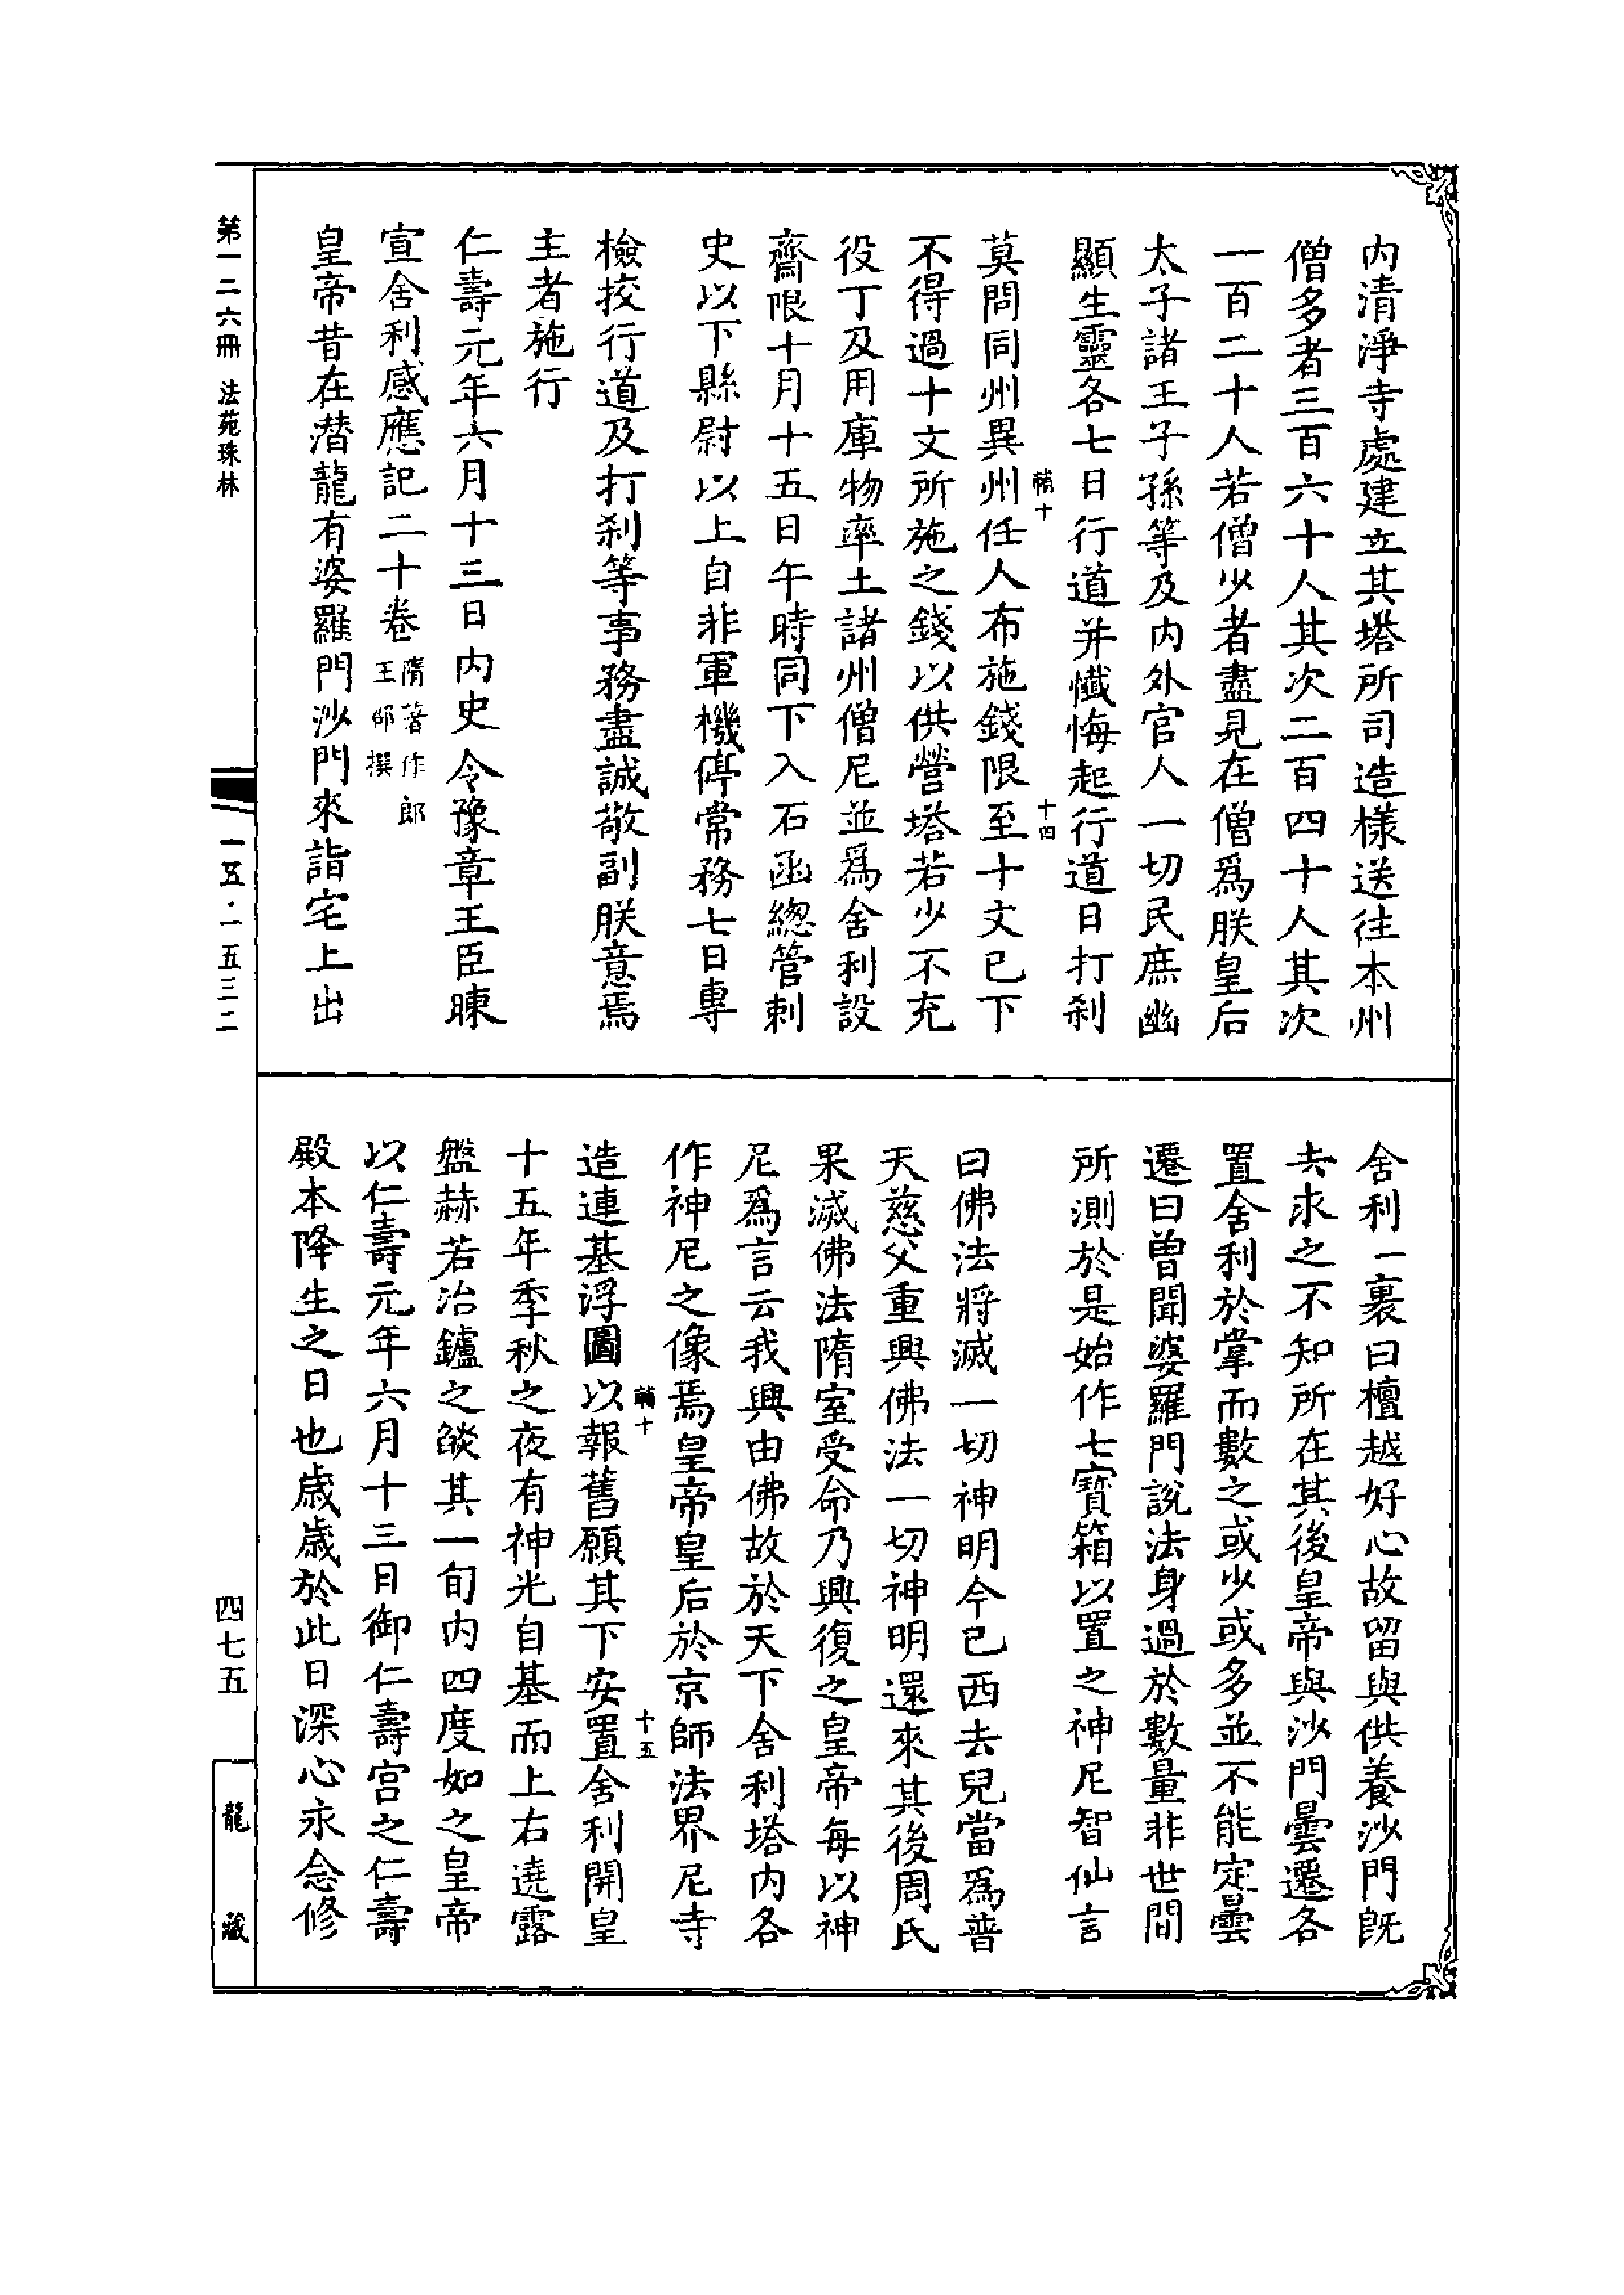 内清淨寺處建立其塔所司造樣送往本州
僧多者三百六十人其次二百四十人其次
一百二十人若僧少者盡見在僧爲朕皇后
太子諸王子孫等及内外官人一切民庶幽
顯生靈各七日行道并懺悔起行道日打刹
輔十
十四
莫問同州異州任人布施錢限至十文已下
不得過十文所施之錢以供營塔若少不充
役丁及用庫物率土諸州僧尼並爲舍利設
齋限十月十五日午時同下入石函總管刺
史以下縣尉以上自非軍機停常務七日專
檢挍行道及打刹等事務盡誠敬副朕意焉
主者施行
仁壽元年六月十三日内史令豫章王臣暕
宣舍利感應記二十卷
隋著作郎
王邵撰
皇帝昔在潜龍有婆羅門沙門來詣宅上出
舍利一裹曰檀越好心故留與供養沙門旣
去求之不知所在其後皇帝與沙門曇遷各
置舍利於掌而數之或少或多並不能定曇
遷曰曾聞婆羅門說法身過於數量非世間
所測於是始作七寶箱以置之神尼智仙言
曰佛法將滅一切神明今已西去兒當爲普
天慈父重興佛法一切神明還來其後周氏
果滅佛法隋室受命乃興復之皇帝每以神
尼爲言云我興由佛故於天下舍利塔内各
作神尼之像焉皇帝皇后於京師法界尼寺
輔十
十五
造連基浮圖以報舊願其下安置舍利開皇
十五年季秋之夜有神光自基而上右遶露
盤赫若冶鑪之燄其一旬内四度如之皇帝
以仁壽元年六月十三日御仁壽宮之仁壽
殿本降生之日也歲歲於此日深心永念修
第一二六冊 法苑珠林
一五·一五三二
四七五
龍藏